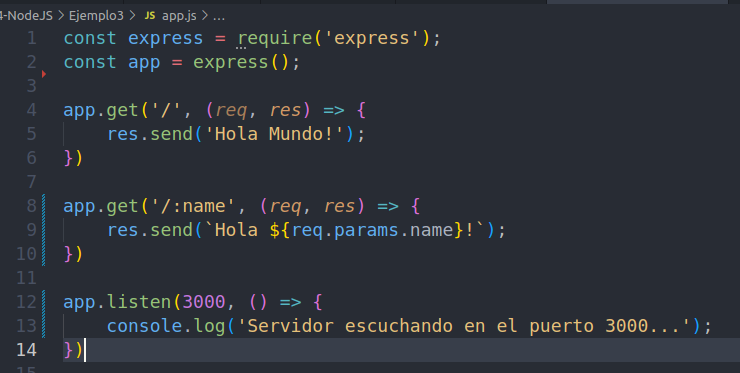 4-NodeJS > Ejemplo3 > JS app.js > ...
1 const express = require('express');
2 const app = express();
3
4 app.get('/', (req, res) => {
5     res.send('Hola Mundo!');
6 })
7
8 app.get('/:name', (req, res) => {
9     res.send(`Hola ${req.params.name}!`);
10 })
11
12 app.listen(3000, () => {
13     console.log('Servidor escuchando en el puerto 3000...');
14 })
15